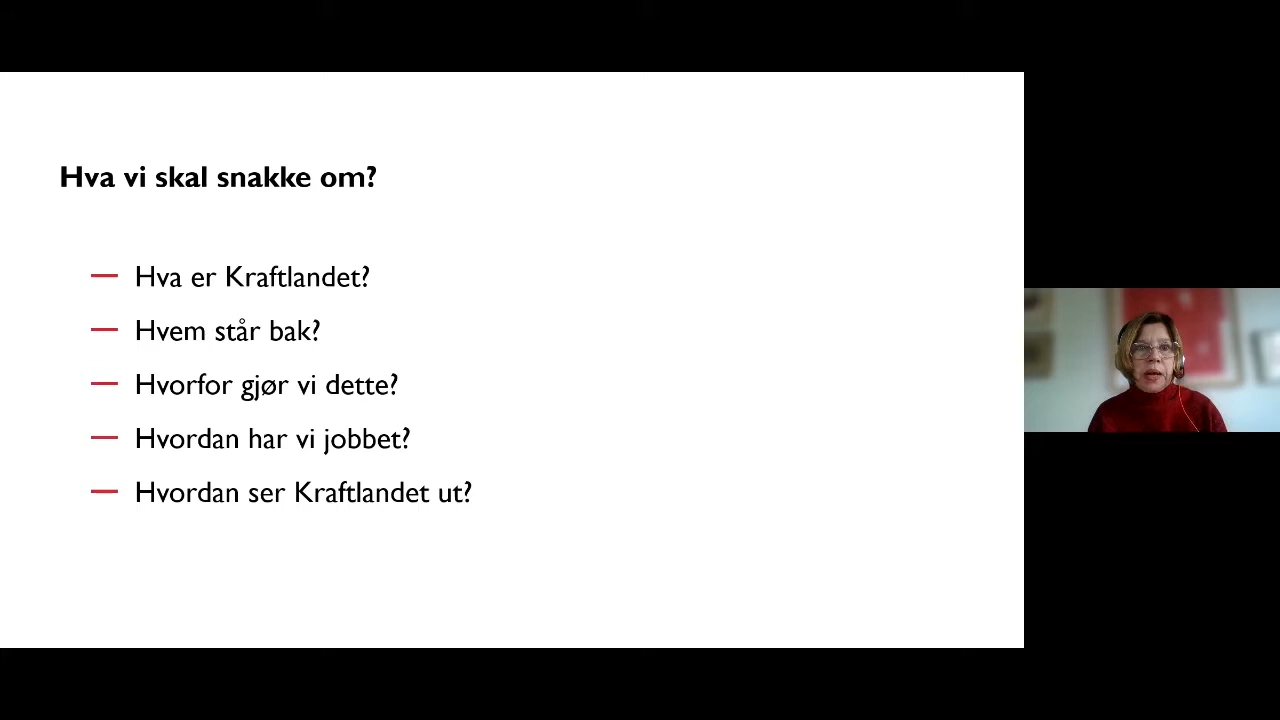 Hva vi skal snakke om?
Hva er Kraftlandet?
Hvem står bak?
Hvorfor gjør vi dette?
Hvordan har vi jobbet?
Hvordan ser Kraftlandet ut?